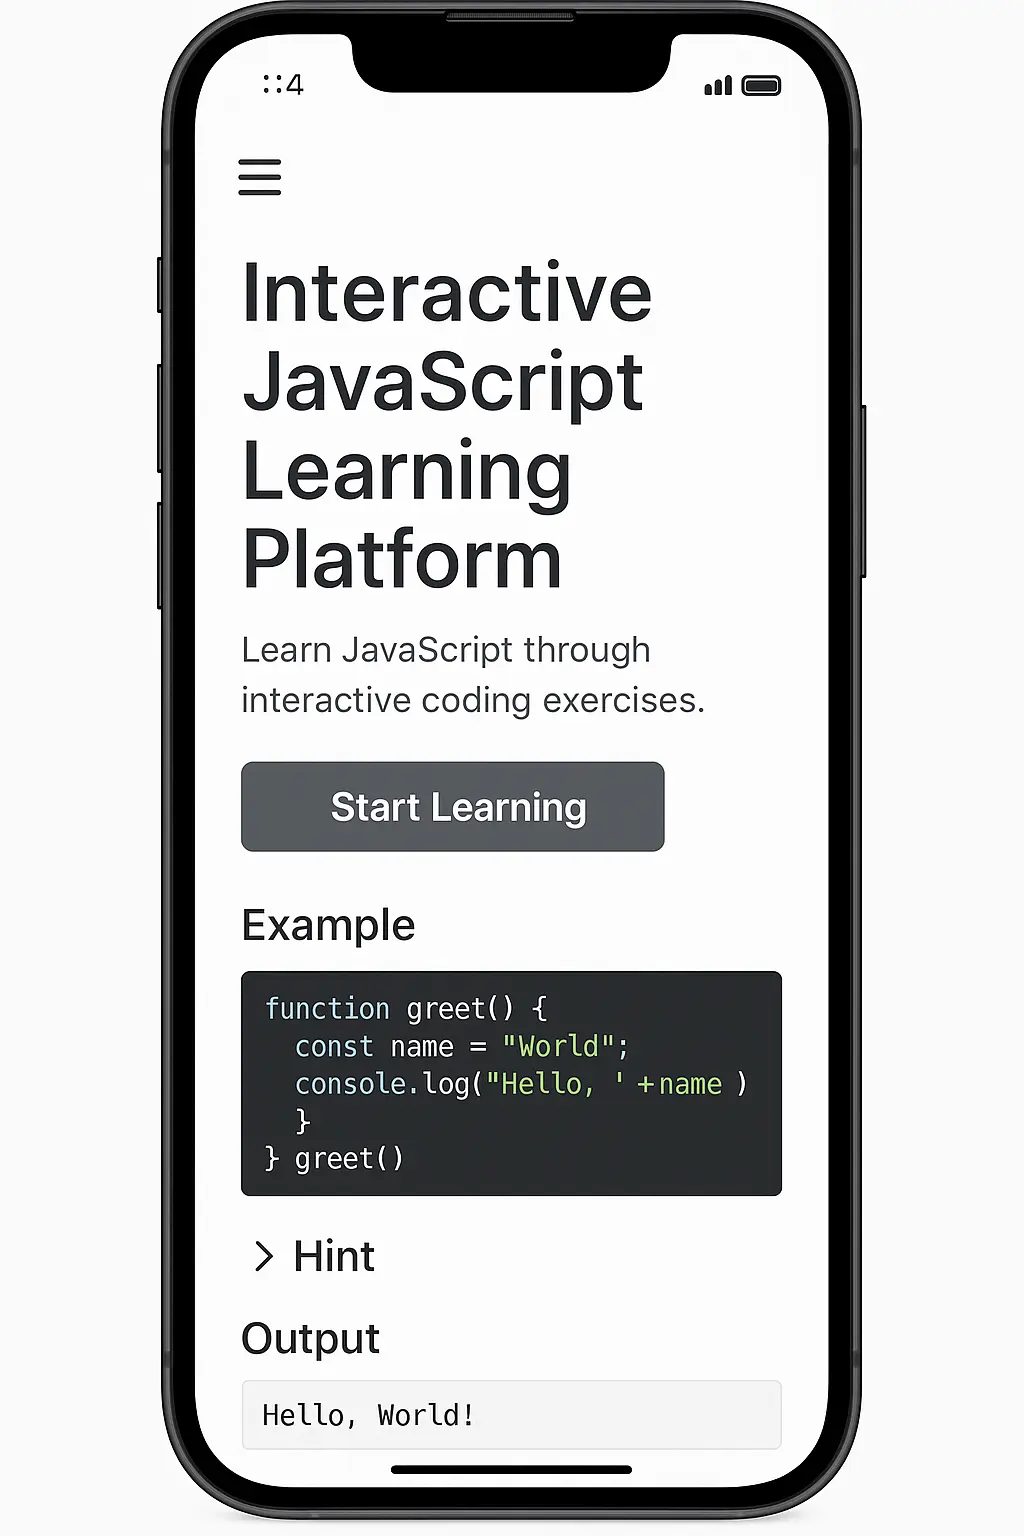 ::4
Interactive
JavaScript
Learning
Platform
Learn JavaScript through
interactive coding exercises.
Start Learning
Example
function greet() {
  const name = "World";
  console.log("Hello, ' +name )
  }
} greet()
Hint
Output
Hello, World!